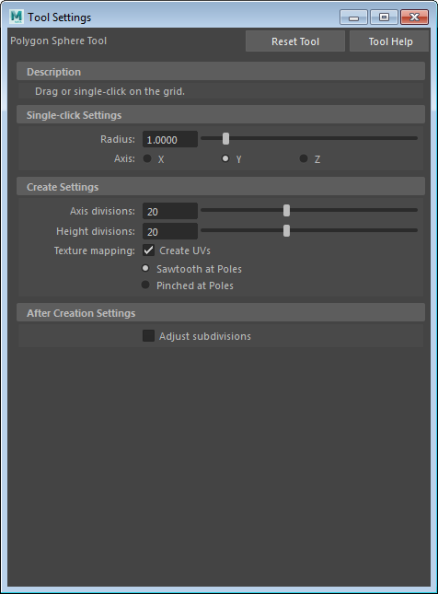 M Tool Settings
Polygon Sphere Tool Reset Tool Tool Help
Description
Drag or single-click on the grid.
Single-click Settings
Radius: 1.0000
Axis: X Y Z
Create Settings
Axis divisions: 20
Height divisions: 20
Texture mapping: Create UVs
Sawtooth at Poles
Pinched at Poles
After Creation Settings
Adjust subdivisions